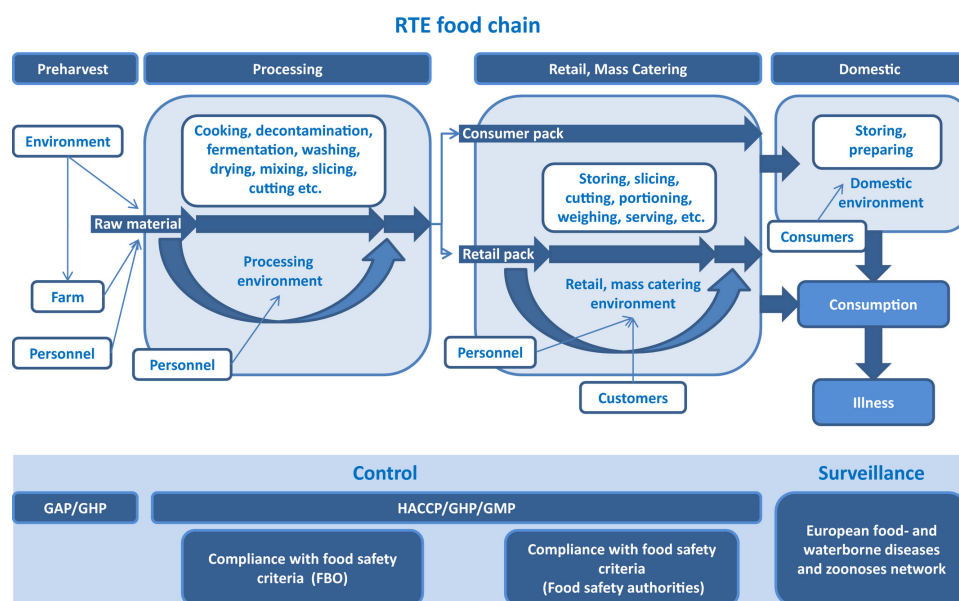 RTE food chain
Preharvest
Processing
Retail, Mass Catering
Domestic
Environment
Cooking, decontamination,
fermentation, washing,
drying, mixing, slicing,
cutting etc.
Consumer pack
Storing,
preparing
Storing, slicing,
cutting, portioning,
weighing, serving, etc.
Domestic
environment
Raw material
Consumers
Retail pack
Processing
environment
Retail, mass catering
environment
Farm
Consumption
Personnel
Personnel
Personnel
Customers
Illness
Control
Surveillance
GAP/GHP
HACCP/GHP/GMP
Compliance with food safety
criteria (FBO)
Compliance with food safety
criteria
(Food safety authorities)
European food- and
waterborne diseases
and zoonoses network